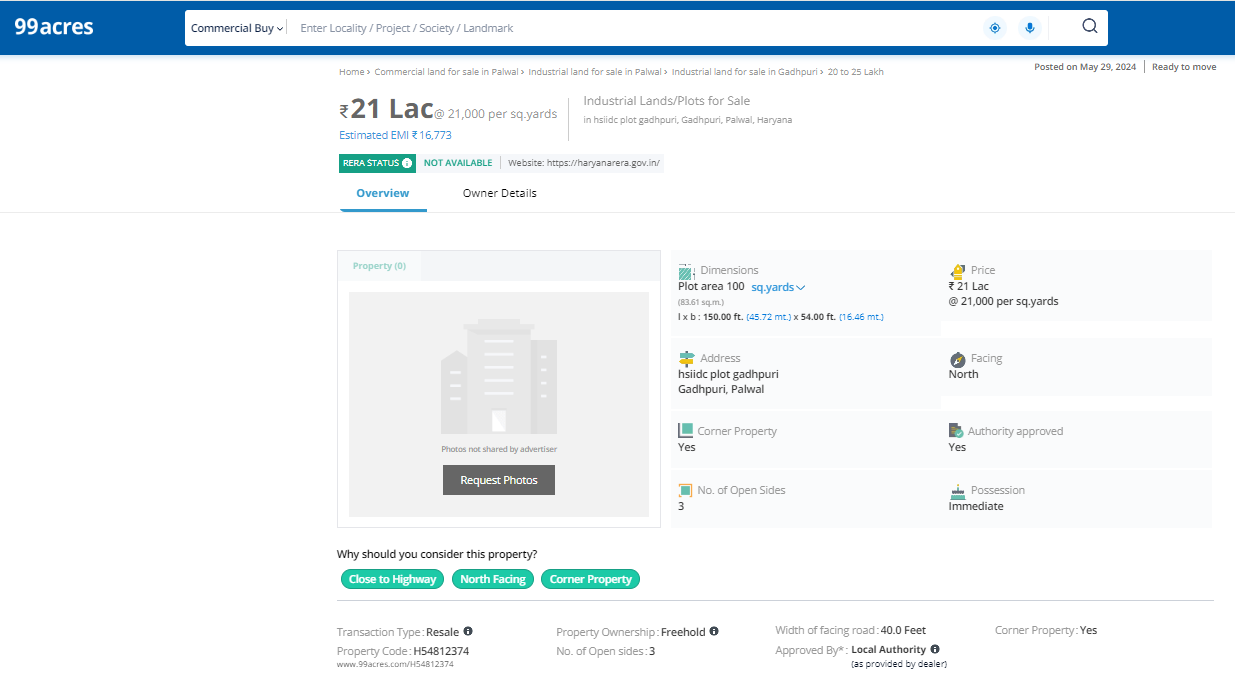 99acres
Commercial Buy
Enter Locality / Project / Society / Landmark
Home › Commercial land for sale in Palwal › Industrial land for sale in Palwal › Industrial land for sale in Gadhpuri › 20 to 25 Lakh
Posted on May 29, 2024 | Ready to move
₹21 Lac @ 21,000 per sq.yards
Estimated EMI ₹16,773
Industrial Lands/Plots for Sale
in hsiidc plot gadhpuri, Gadhpuri, Palwal, Haryana
RERA STATUS i NOT AVAILABLE | Website: https://haryanarera.gov.in/
Overview
Owner Details
Property (0)
Photos not shared by advertiser
Request Photos
Dimensions
Plot area 100 sq.yards
(83.61 sq.m.)
l x b : 150.00 ft. (45.72 mt.) x 54.00 ft. (16.46 mt.)
Price
₹ 21 Lac
@ 21,000 per sq.yards
Address
hsiidc plot gadhpuri
Gadhpuri, Palwal
Facing
North
Corner Property
Yes
Authority approved
Yes
No. of Open Sides
3
Possession
Immediate
Why should you consider this property?
Close to Highway
North Facing
Corner Property
Transaction Type : Resale i
Property Ownership : Freehold i
Width of facing road : 40.0 Feet
Corner Property : Yes
Property Code : H54812374
www.99acres.com/H54812374
No. of Open sides : 3
Approved By* : Local Authority i
(as provided by dealer)